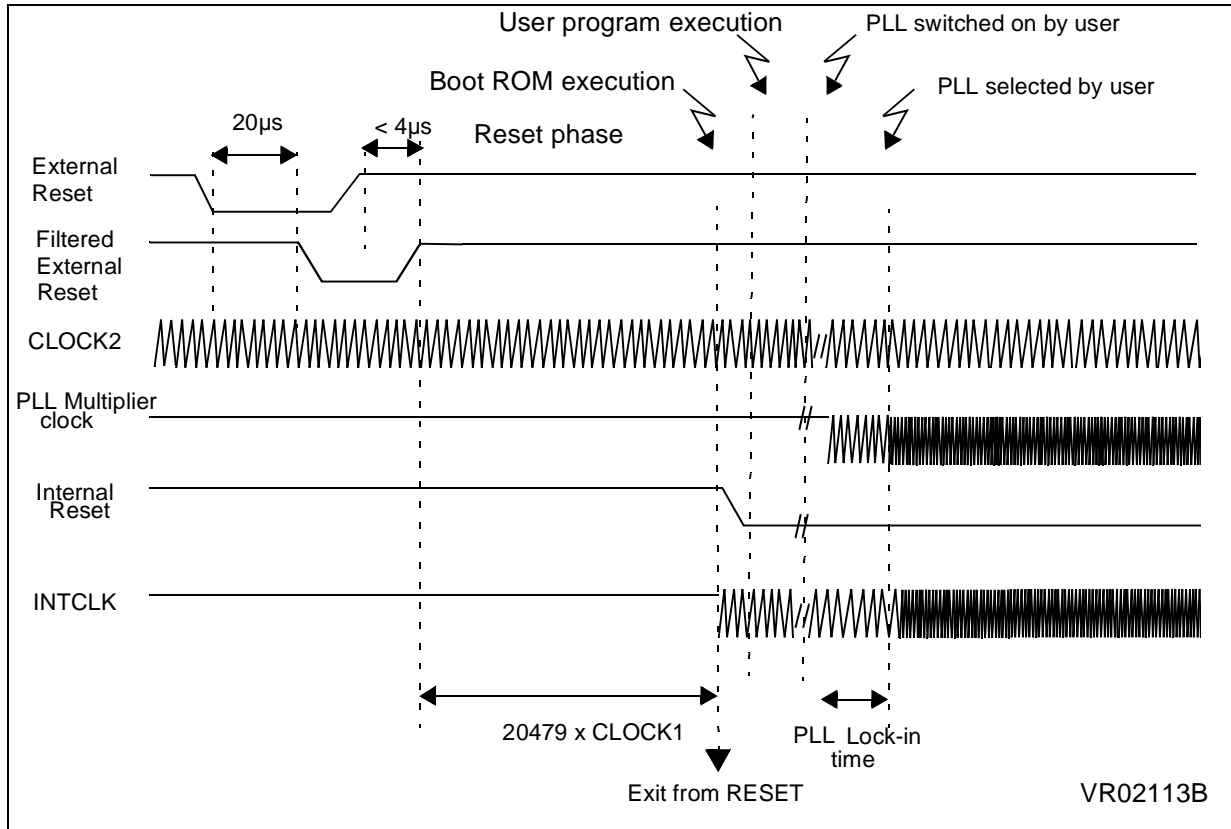 User program execution
PLL switched on by user
Boot ROM execution
PLL selected by user
20µs
< 4µs
Reset phase
External
Reset
Filtered
External
Reset
CLOCK2
PLL Multiplier
clock
Internal
Reset
INTCLK
20479 x CLOCK1
PLL Lock-in
time
Exit from RESET
VR02113B